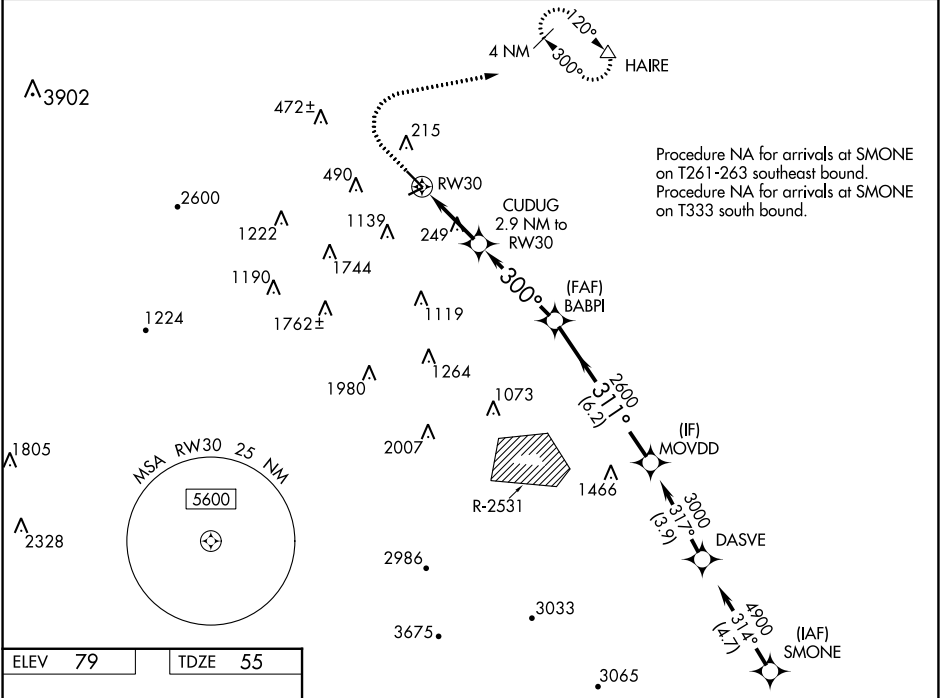 120°
4 NM
300°
HAIRE
3902
472±
215
Procedure NA for arrivals at SMONE
on T261-263 southeast bound.
Procedure NA for arrivals at SMONE
on T333 south bound.
490
RW30
2600
CUDUG
2.9 NM to
RW30
1222
1139
249
1744
1190
300°
(FAF)
BABPI
1762±
1119
1224
1264
1980
2600
311°
(6.2)
1073
(IF)
MOVDD
2007
1805
MSA RW30 25 NM
5600
R-2531
1466
3000
317°
(3.9)
DASVE
2328
2986
4900
314°
(4.7)
(IAF)
SMONE
3033
3675
3065
ELEV 79
TDZE 55